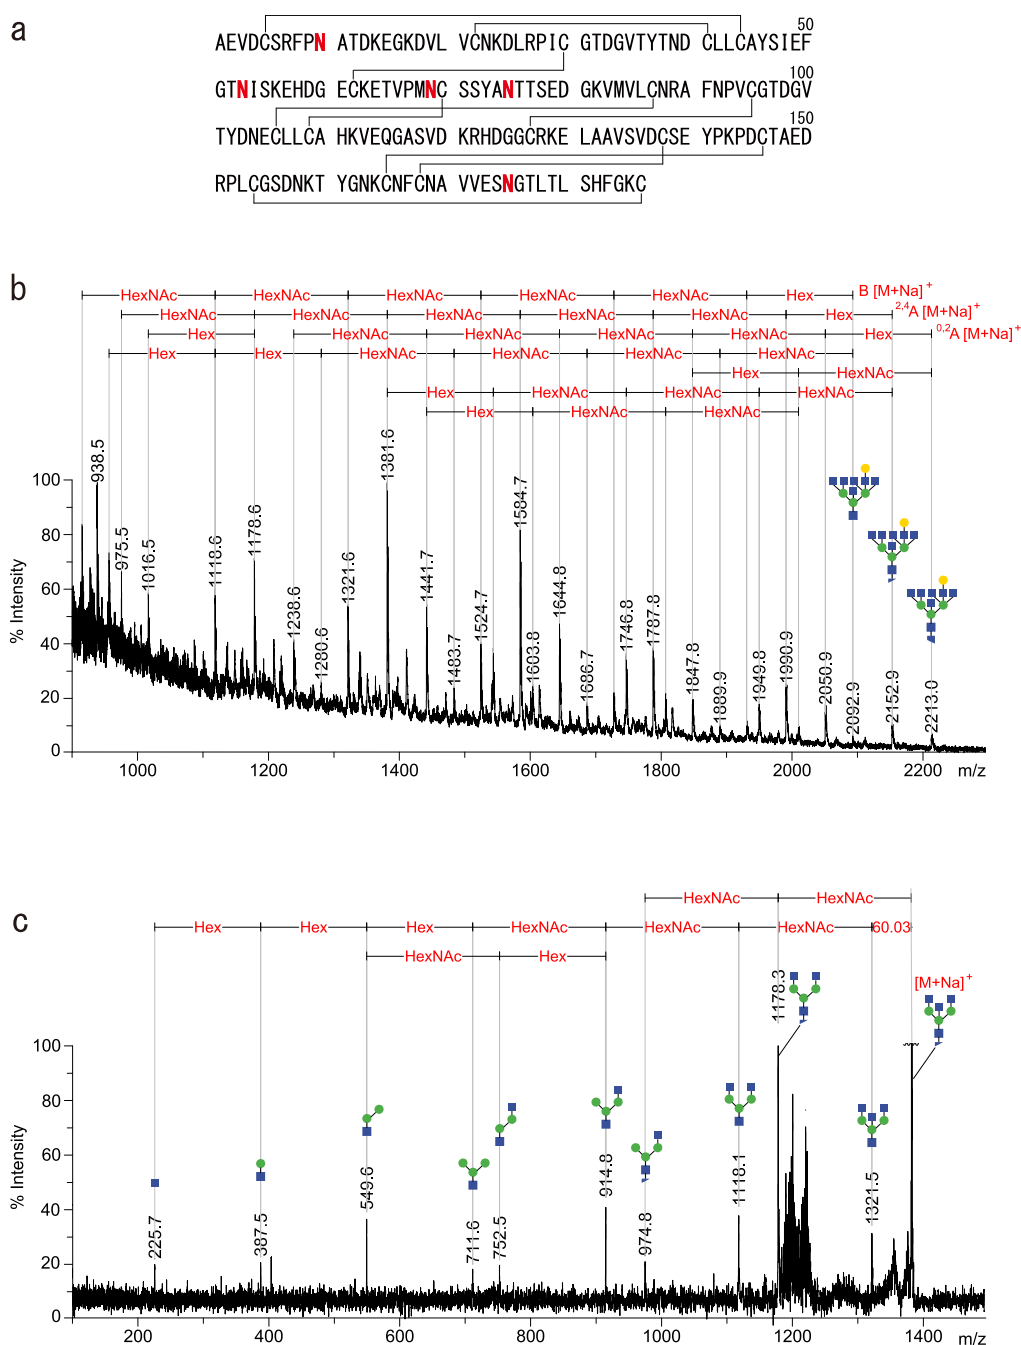 a
50
AEVDCSRFPN ATDKEGKDVL VCNKDLRPIC GTDGVTYTND CLLCAYSIEF
100
GTNISKEHDG ECKETVPMNC SSYANTTSED GKVMVLCNRA FNPVCGTDGV
150
TYDNECLLCA HKVEQGASVD KRHDGGCRKE LAAVSVDCSE YPKPDCTAED
RPLCGSDNKT YGNKCNFCNA VVESNGTLTL SHFGKC
b
HexNAc HexNAc HexNAc HexNAc HexNAc HexNAc Hex B [M+Na]+
HexNAc HexNAc HexNAc HexNAc HexNAc Hex 2,4A [M+Na]+
Hex HexNAc HexNAc HexNAc HexNAc Hex 0,2A [M+Na]+
Hex Hex HexNAc HexNAc HexNAc HexNAc
Hex HexNAc
Hex HexNAc HexNAc HexNAc
Hex HexNAc HexNAc
% Intensity
100
80
60
40
20
0
938.5 975.5 1016.5 1118.6 1178.6 1238.6 1280.6 1321.6 1381.6 1441.7 1483.7 1524.7 1584.7 1603.8 1644.8 1686.7 1746.8 1787.8 1847.8 1889.9 1949.8 1990.9 2050.9 2092.9 2152.9 2213.0
1000 1200 1400 1600 1800 2000 2200 m/z
c
HexNAc HexNAc
Hex Hex Hex HexNAc HexNAc HexNAc 60.03
HexNAc Hex
[M+Na]+
% Intensity
100
80
60
40
20
0
225.7 387.5 549.6 711.6 752.5 914.8 974.8 1118.1 1178.3 1321.5
200 400 600 800 1000 1200 1400 m/z